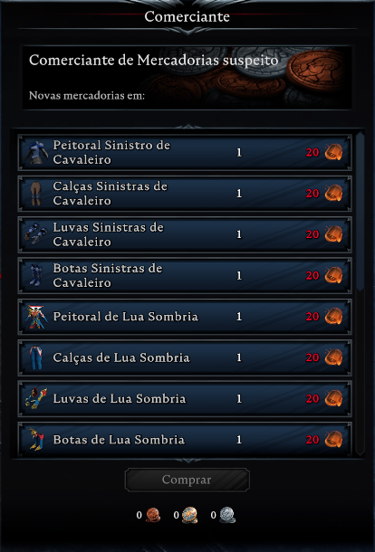 Comerciante
Comerciante de Mercadorias suspeito
Novas mercadorias em:
Peitoral Sinistro de
Cavaleiro
1
20
Calças Sinistras de
Cavaleiro
1
20
Luvas Sinistras de
Cavaleiro
1
20
Botas Sinistras de
Cavaleiro
1
20
Peitoral de Lua Sombria
1
20
Calças de Lua Sombria
1
20
Luvas de Lua Sombria
1
20
Botas de Lua Sombria
1
20
Comprar
0 0 0